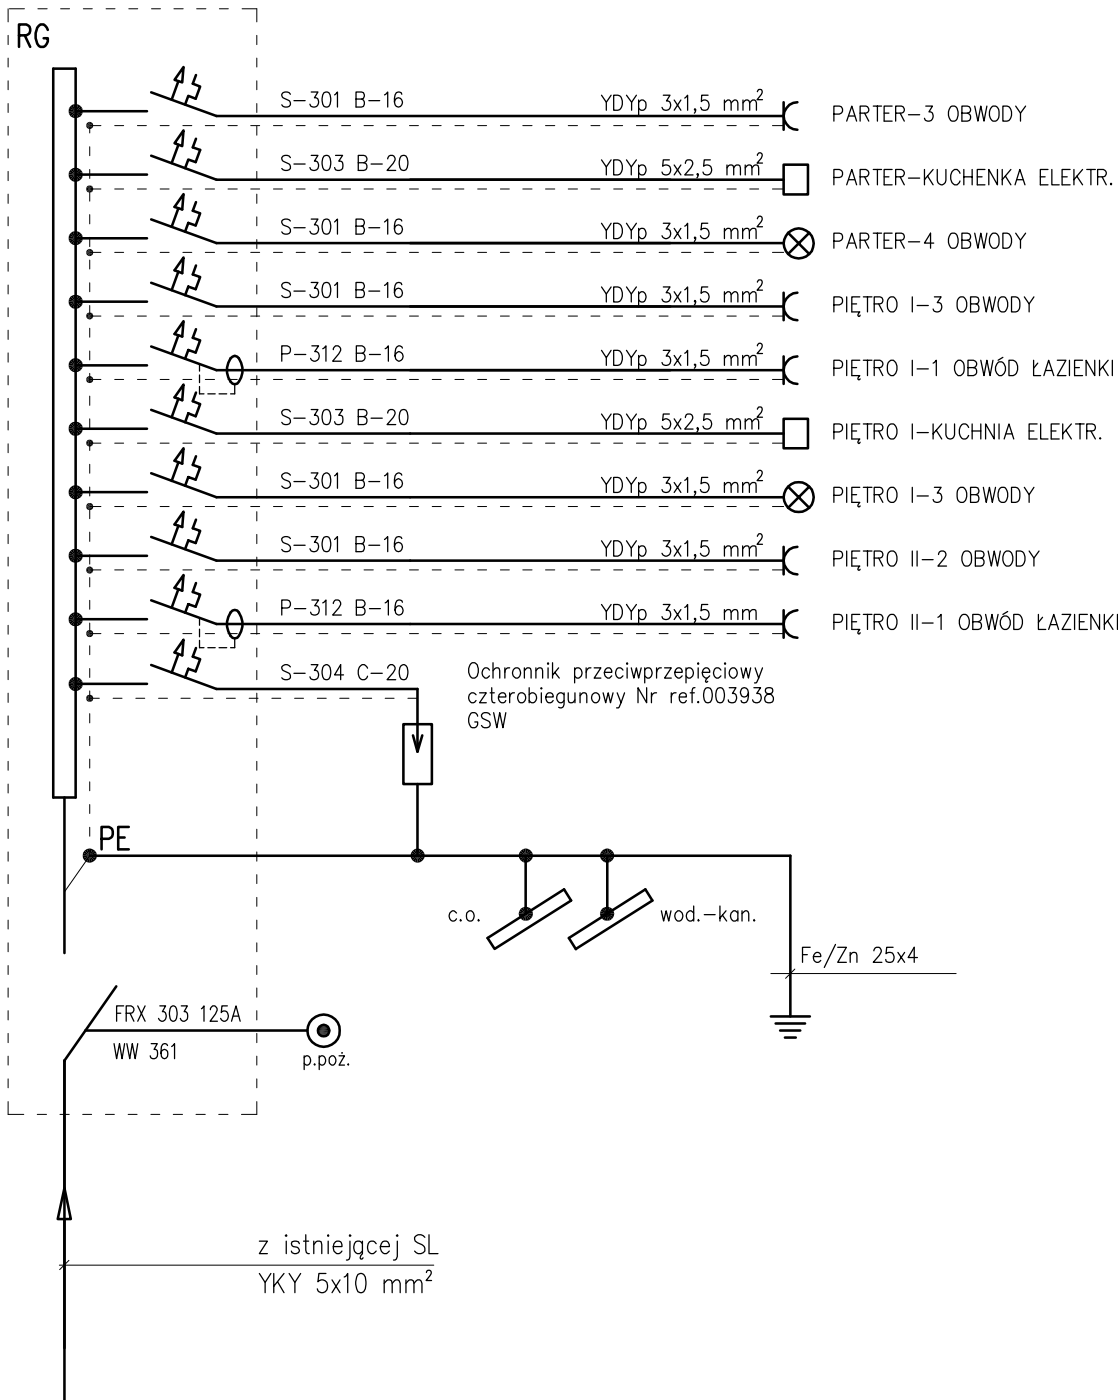 RG
S-301 B-16 YDYp 3x1,5 mm² PARTER-3 OBWODY
S-303 B-20 YDYp 5x2,5 mm² PARTER-KUCHENKA ELEKTR.
S-301 B-16 YDYp 3x1,5 mm² PARTER-4 OBWODY
S-301 B-16 YDYp 3x1,5 mm² PIĘTRO I-3 OBWODY
P-312 B-16 YDYp 3x1,5 mm² PIĘTRO I-1 OBWÓD ŁAZIENKI
S-303 B-20 YDYp 5x2,5 mm² PIĘTRO I-KUCHNIA ELEKTR.
S-301 B-16 YDYp 3x1,5 mm² PIĘTRO I-3 OBWODY
S-301 B-16 YDYp 3x1,5 mm² PIĘTRO II-2 OBWODY
P-312 B-16 YDYp 3x1,5 mm PIĘTRO II-1 OBWÓD ŁAZIENKI
S-304 C-20
Ochronnik przeciwprzepięciowy
czterobiegunowy Nr ref.003938
GSW
PE
c.o. wod.-kan.
Fe/Zn 25x4
FRX 303 125A
WW 361
p.poż.
z istniejącej SL
YKY 5x10 mm²